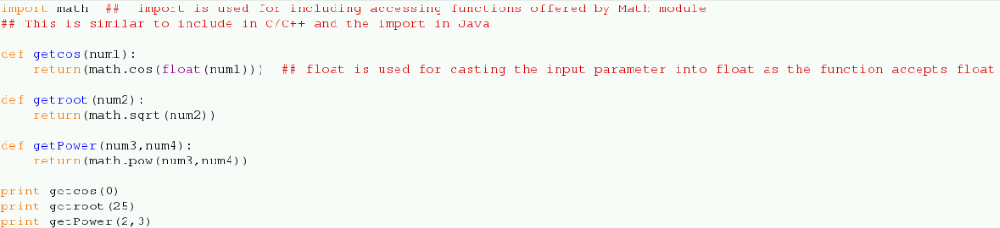 import math  ##  import is used for including accessing functions offered by Math module
## This is similar to include in C/C++ and the import in Java
def getcos(num1):
    return(math.cos(float(num1)))  ## float is used for casting the input parameter into float as the function accepts float
def getroot(num2):
    return(math.sqrt(num2))
def getPower(num3,num4):
    return(math.pow(num3,num4))
print getcos(0)
print getroot(25)
print getPower(2,3)